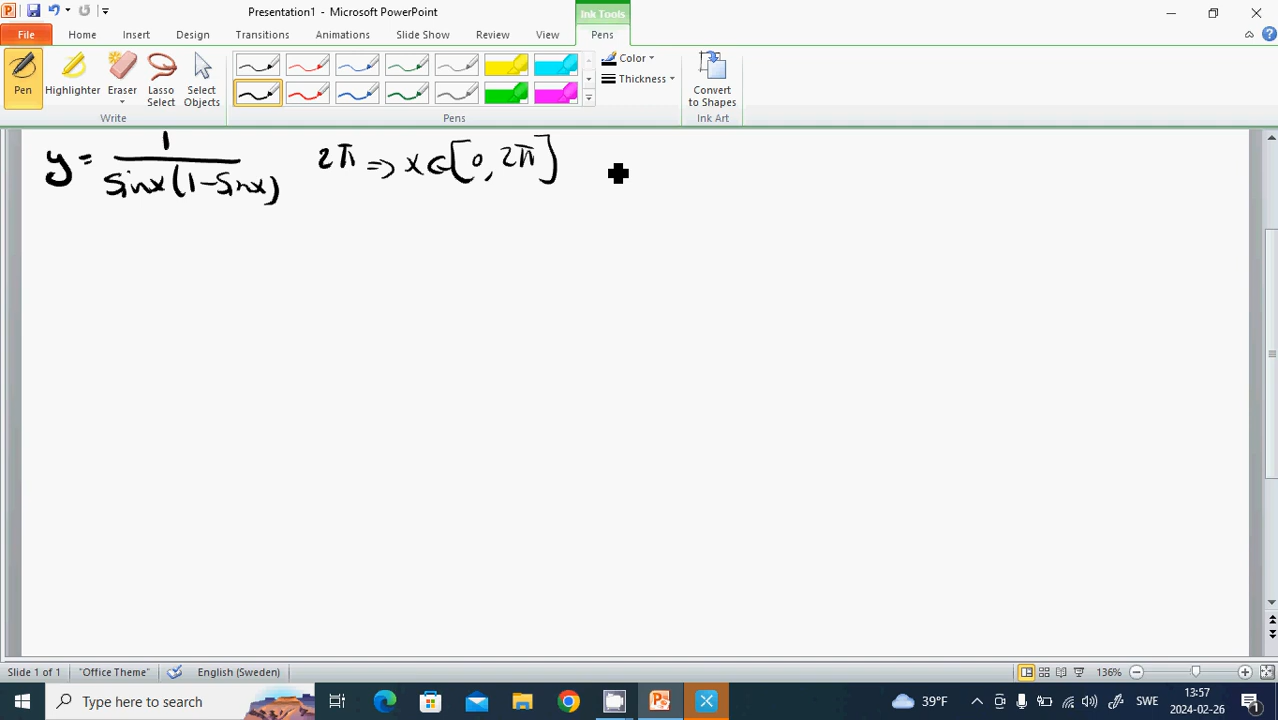 Presentation1 - Microsoft PowerPoint
Ink Tools
File Home Insert Design Transitions Animations Slide Show Review View Pens
Pen Highlighter Eraser Lasso Select Select Objects
Color
Thickness
Convert to Shapes
Write Pens Ink Art
y = 1 / sinx(1-sinx) 2π => x ∈ [0, 2π]
Slide 1 of 1 "Office Theme" English (Sweden) 136%
Type here to search 39°F SWE 13:57
2024-02-26